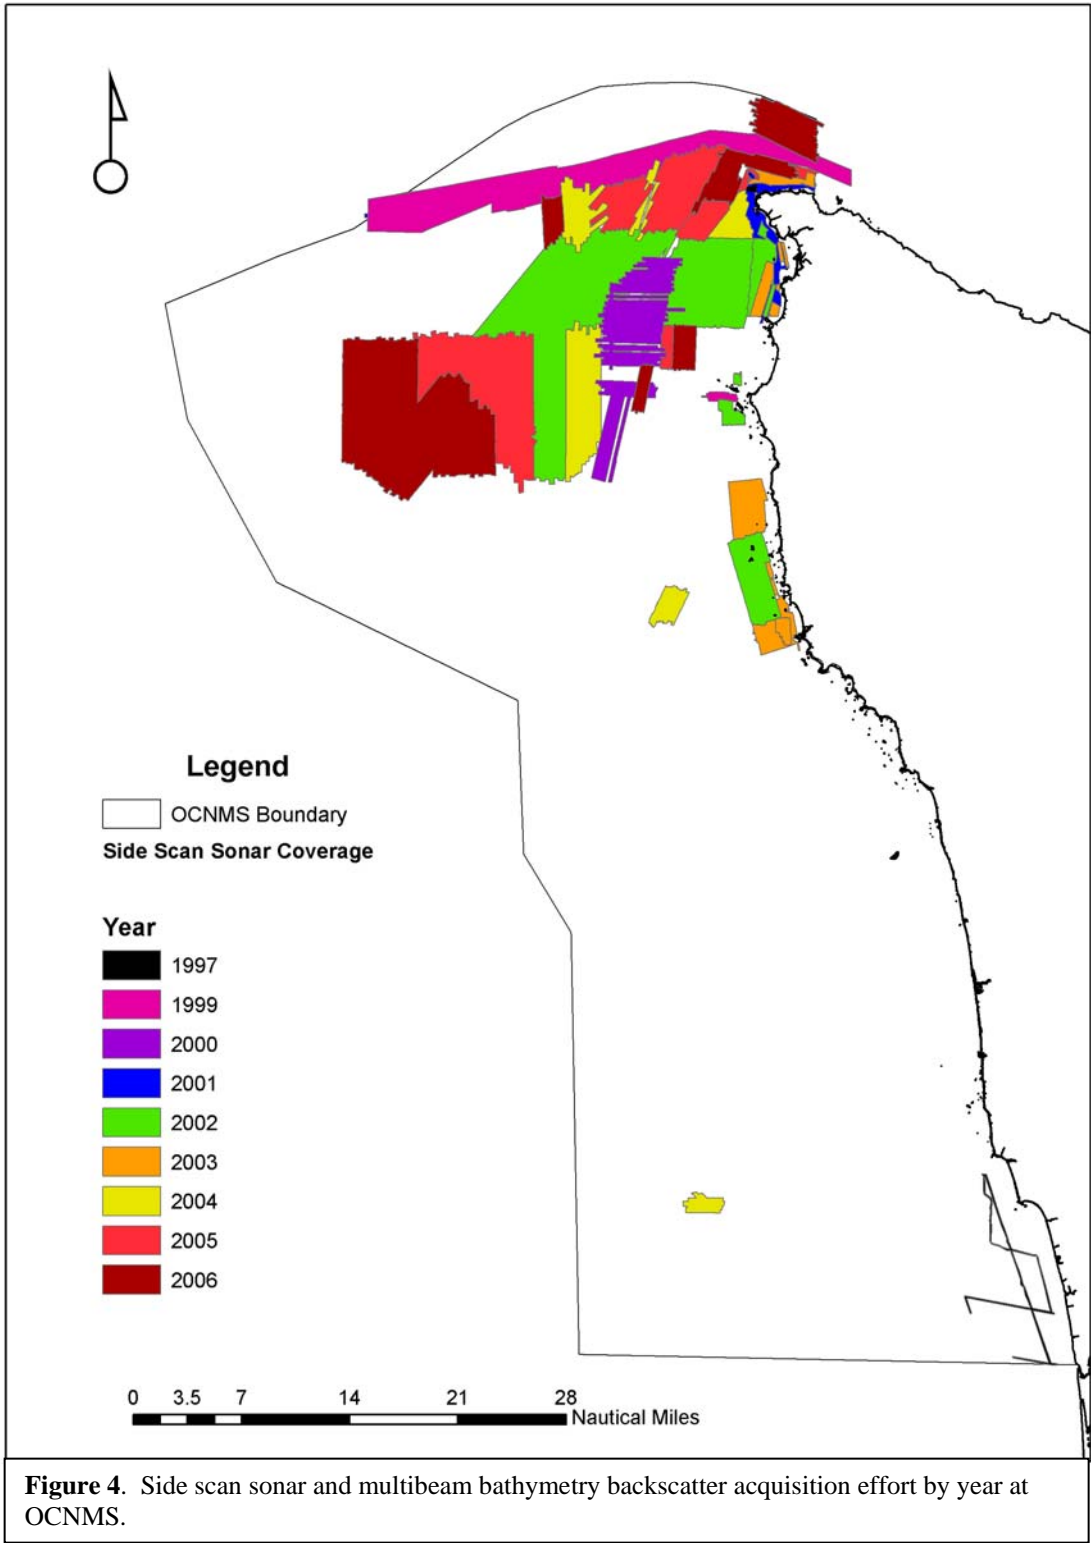 Legend
OCNMS Boundary
Side Scan Sonar Coverage
Year
1997
1999
2000
2001
2002
2003
2004
2005
2006
0 3.5 7 14 21 28
Nautical Miles
Figure 4. Side scan sonar and multibeam bathymetry backscatter acquisition effort by year at
OCNMS.